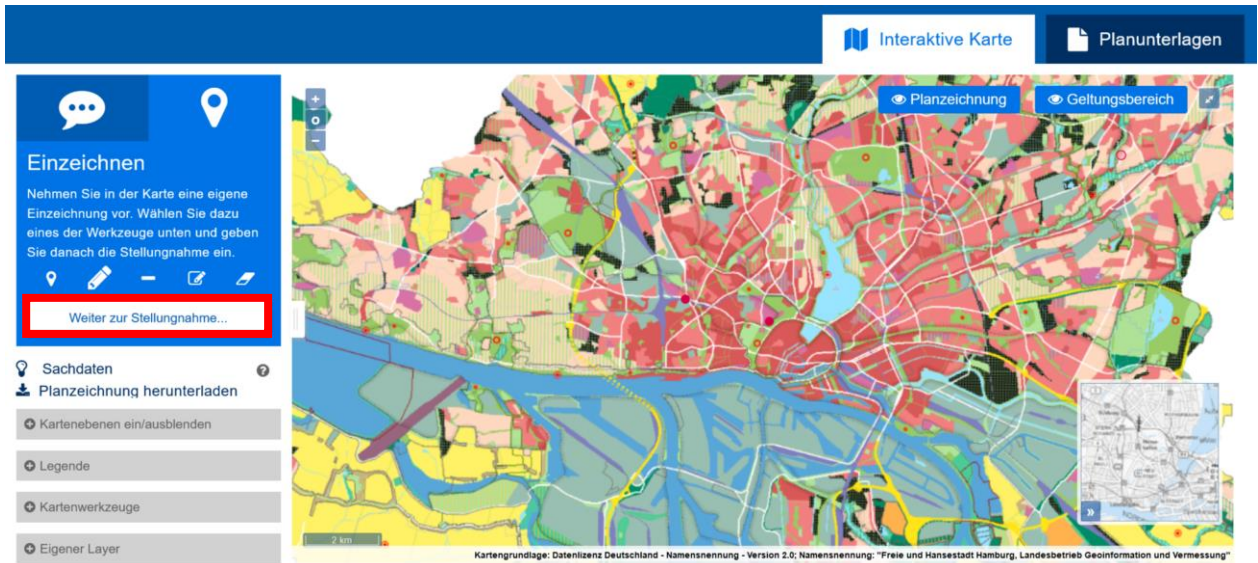 Interaktive Karte
Planunterlagen
Einzeichnen
Nehmen Sie in der Karte eine eigene
Einzeichnung vor. Wählen Sie dazu
eines der Werkzeuge unten und geben
Sie danach die Stellungnahme ein.
Weiter zur Stellungnahme...
Sachdaten
Planzeichnung herunterladen
Kartenebenen ein/ausblenden
Legende
Kartenwerkzeuge
Eigener Layer
Planzeichnung
Geltungsbereich
2 km
Kartengrundlage: Datenlizenz Deutschland - Namensnennung - Version 2.0; Namensnennung: "Freie und Hansestadt Hamburg, Landesbetrieb Geoinformation und Vermessung"